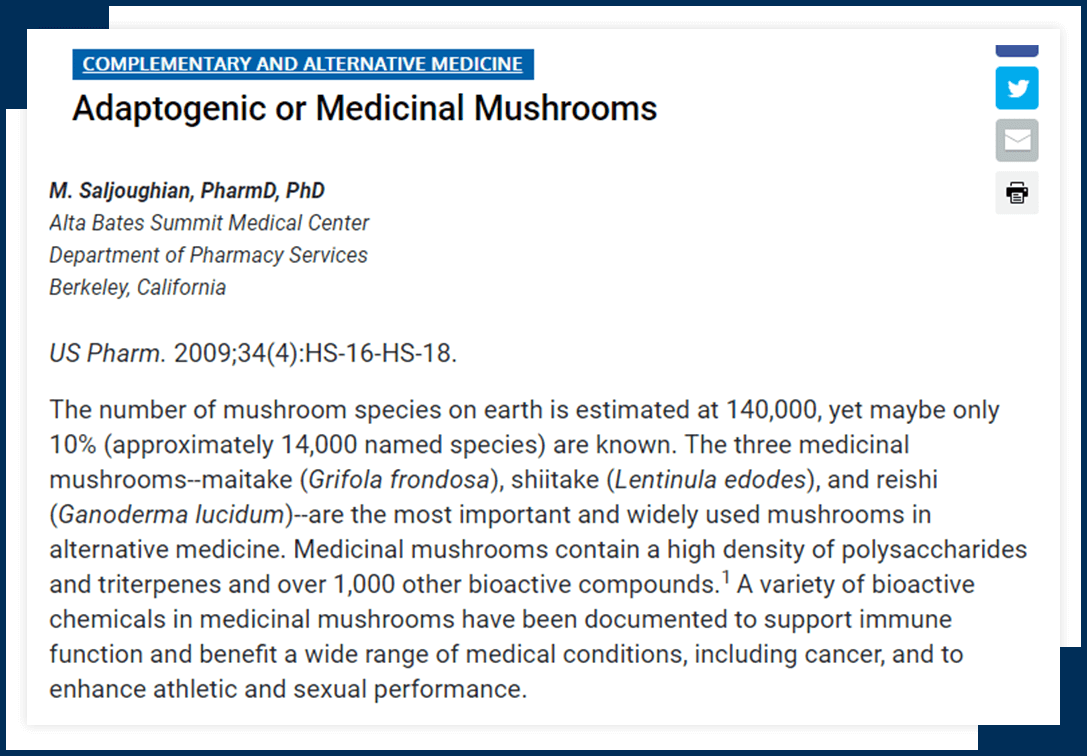 COMPLEMENTARY AND ALTERNATIVE MEDICINE
Adaptogenic or Medicinal Mushrooms
M. Saljoughian, PharmD, PhD
Alta Bates Summit Medical Center
Department of Pharmacy Services
Berkeley, California
US Pharm. 2009;34(4):HS-16-HS-18.
The number of mushroom species on earth is estimated at 140,000, yet maybe only
10% (approximately 14,000 named species) are known. The three medicinal
mushrooms--maitake (Grifola frondosa), shiitake (Lentinula edodes), and reishi
(Ganoderma lucidum)--are the most important and widely used mushrooms in
alternative medicine. Medicinal mushrooms contain a high density of polysaccharides
and triterpenes and over 1,000 other bioactive compounds.1 A variety of bioactive
chemicals in medicinal mushrooms have been documented to support immune
function and benefit a wide range of medical conditions, including cancer, and to
enhance athletic and sexual performance.